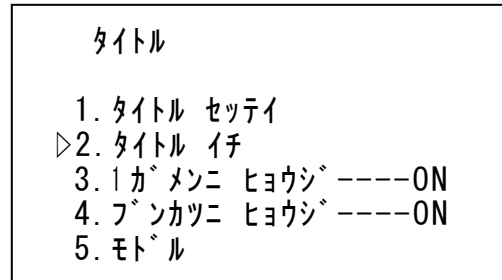 ﾀｲﾄﾙ
1.ﾀｲﾄﾙ ｾｯﾃｲ
▷2.ﾀｲﾄﾙ ｲﾁ
3.1ｶﾞﾒﾝﾆ ﾋｮｳｼﾞ----ON
4.ﾌﾞﾝｶﾂﾆ ﾋｮｳｼﾞ----ON
5.ﾓﾄﾞﾙ